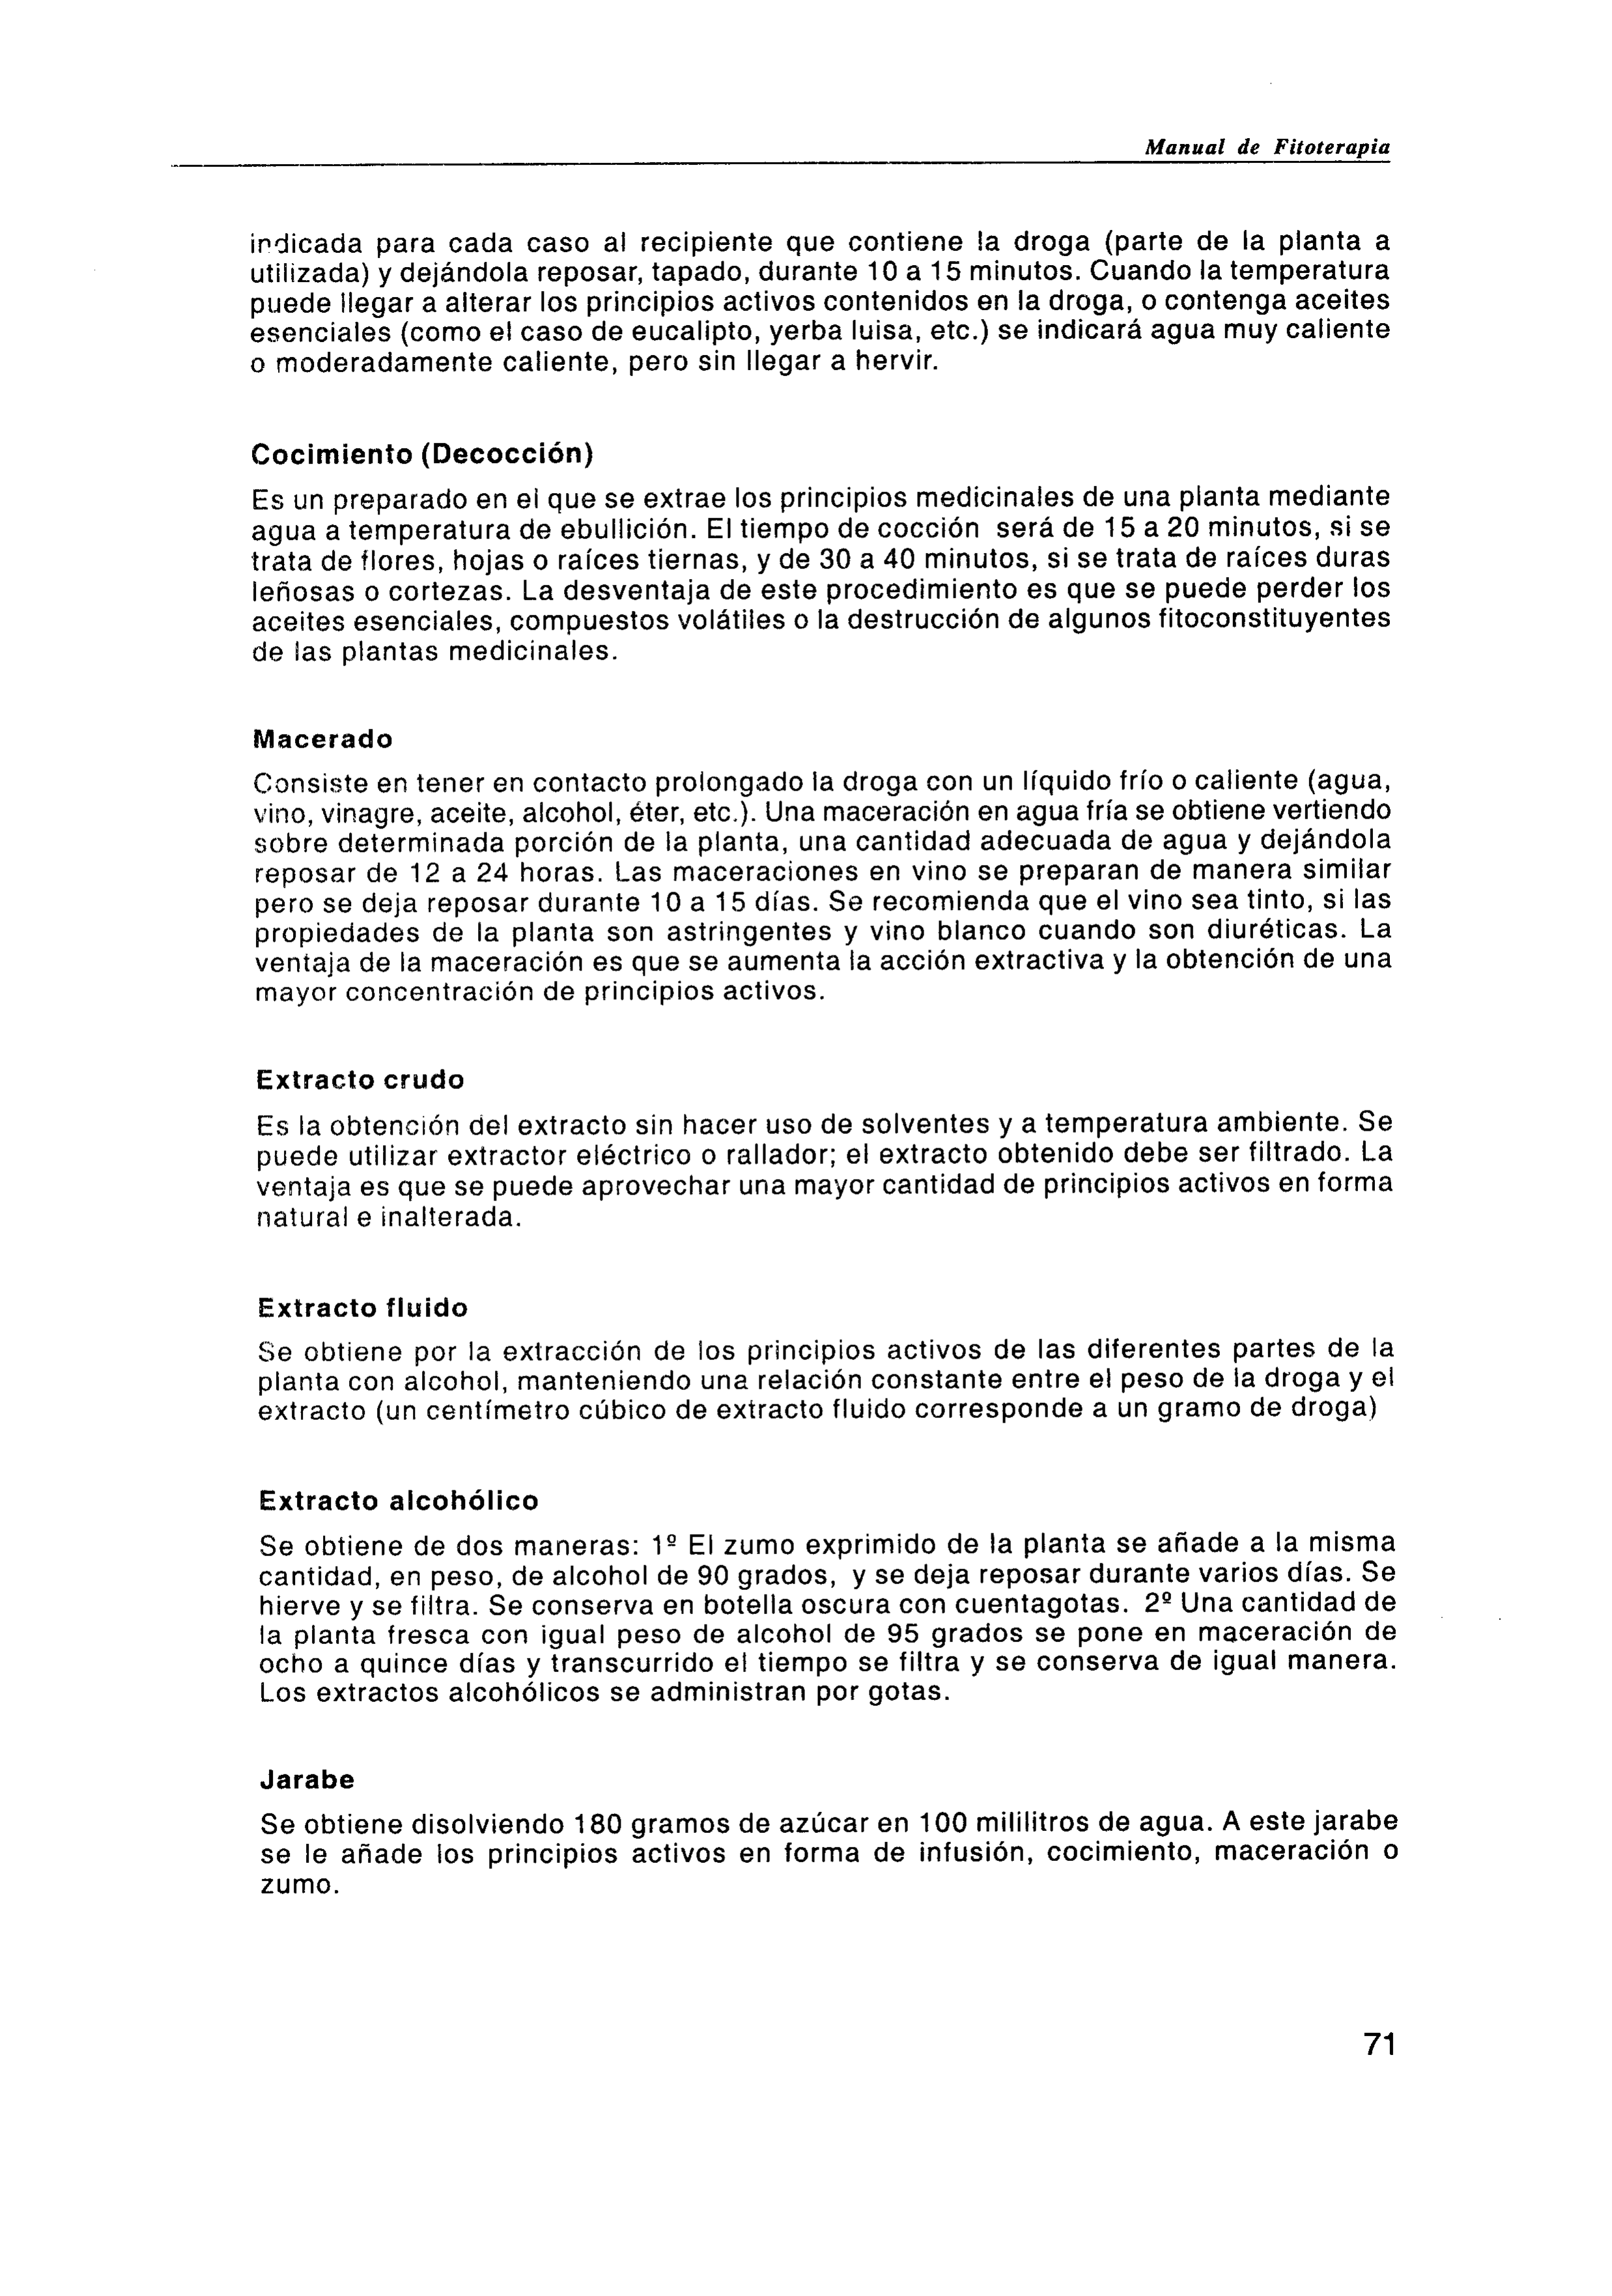 Manual de Fitoterapia
indicada para cada caso al recipiente que contiene la droga (parte de la planta a
utilizada) y dejándola reposar, tapado, durante 10 a 15 minutos. Cuando la temperatura
puede llegar a alterar los principios activos contenidos en la droga, o contenga aceites
esenciales (como el caso de eucalipto, yerba luisa, etc.) se indicará agua muy caliente
o moderadamente caliente, pero sin llegar a hervir.
Cocimiento (Decocción)
Es un preparado en el que se extrae los principios medicinales de una planta mediante
agua a temperatura de ebullición. El tiempo de cocción será de 15 a 20 minutos, si se
trata de flores, hojas o raíces tiernas, y de 30 a 40 minutos, si se trata de raíces duras
leñosas o cortezas. La desventaja de este procedimiento es que se puede perder los
aceites esenciales, compuestos volátiles o la destrucción de algunos fitoconstituyentes
de las plantas medicinales.
Macerado
Consiste en tener en contacto prolongado la droga con un líquido frío o caliente (agua,
vino, vinagre, aceite, alcohol, éter, etc.). Una maceración en agua fría se obtiene vertiendo
sobre determinada porción de la planta, una cantidad adecuada de agua y dejándola
reposar de 12 a 24 horas. Las maceraciones en vino se preparan de manera similar
pero se deja reposar durante 10 a 15 días. Se recomienda que el vino sea tinto, si las
propiedades de la planta son astringentes y vino blanco cuando son diuréticas. La
ventaja de la maceración es que se aumenta la acción extractiva y la obtención de una
mayor concentración de principios activos.
Extracto crudo
Es la obtención del extracto sin hacer uso de solventes y a temperatura ambiente. Se
puede utilizar extractor eléctrico o rallador; el extracto obtenido debe ser filtrado. La
ventaja es que se puede aprovechar una mayor cantidad de principios activos en forma
natural e inalterada.
Extracto fluido
Se obtiene por la extracción de los principios activos de las diferentes partes de la
planta con alcohol, manteniendo una relación constante entre el peso de la droga y el
extracto (un centímetro cúbico de extracto fluido corresponde a un gramo de droga)
Extracto alcohólico
Se obtiene de dos maneras: 1º El zumo exprimido de la planta se añade a la misma
cantidad, en peso, de alcohol de 90 grados, y se deja reposar durante varios días. Se
hierve y se filtra. Se conserva en botella oscura con cuentagotas. 2º Una cantidad de
la planta fresca con igual peso de alcohol de 95 grados se pone en maceración de
ocho a quince días y transcurrido el tiempo se filtra y se conserva de igual manera.
Los extractos alcohólicos se administran por gotas.
Jarabe
Se obtiene disolviendo 180 gramos de azúcar en 100 mililitros de agua. A este jarabe
se le añade los principios activos en forma de infusión, cocimiento, maceración o
zumo.
71